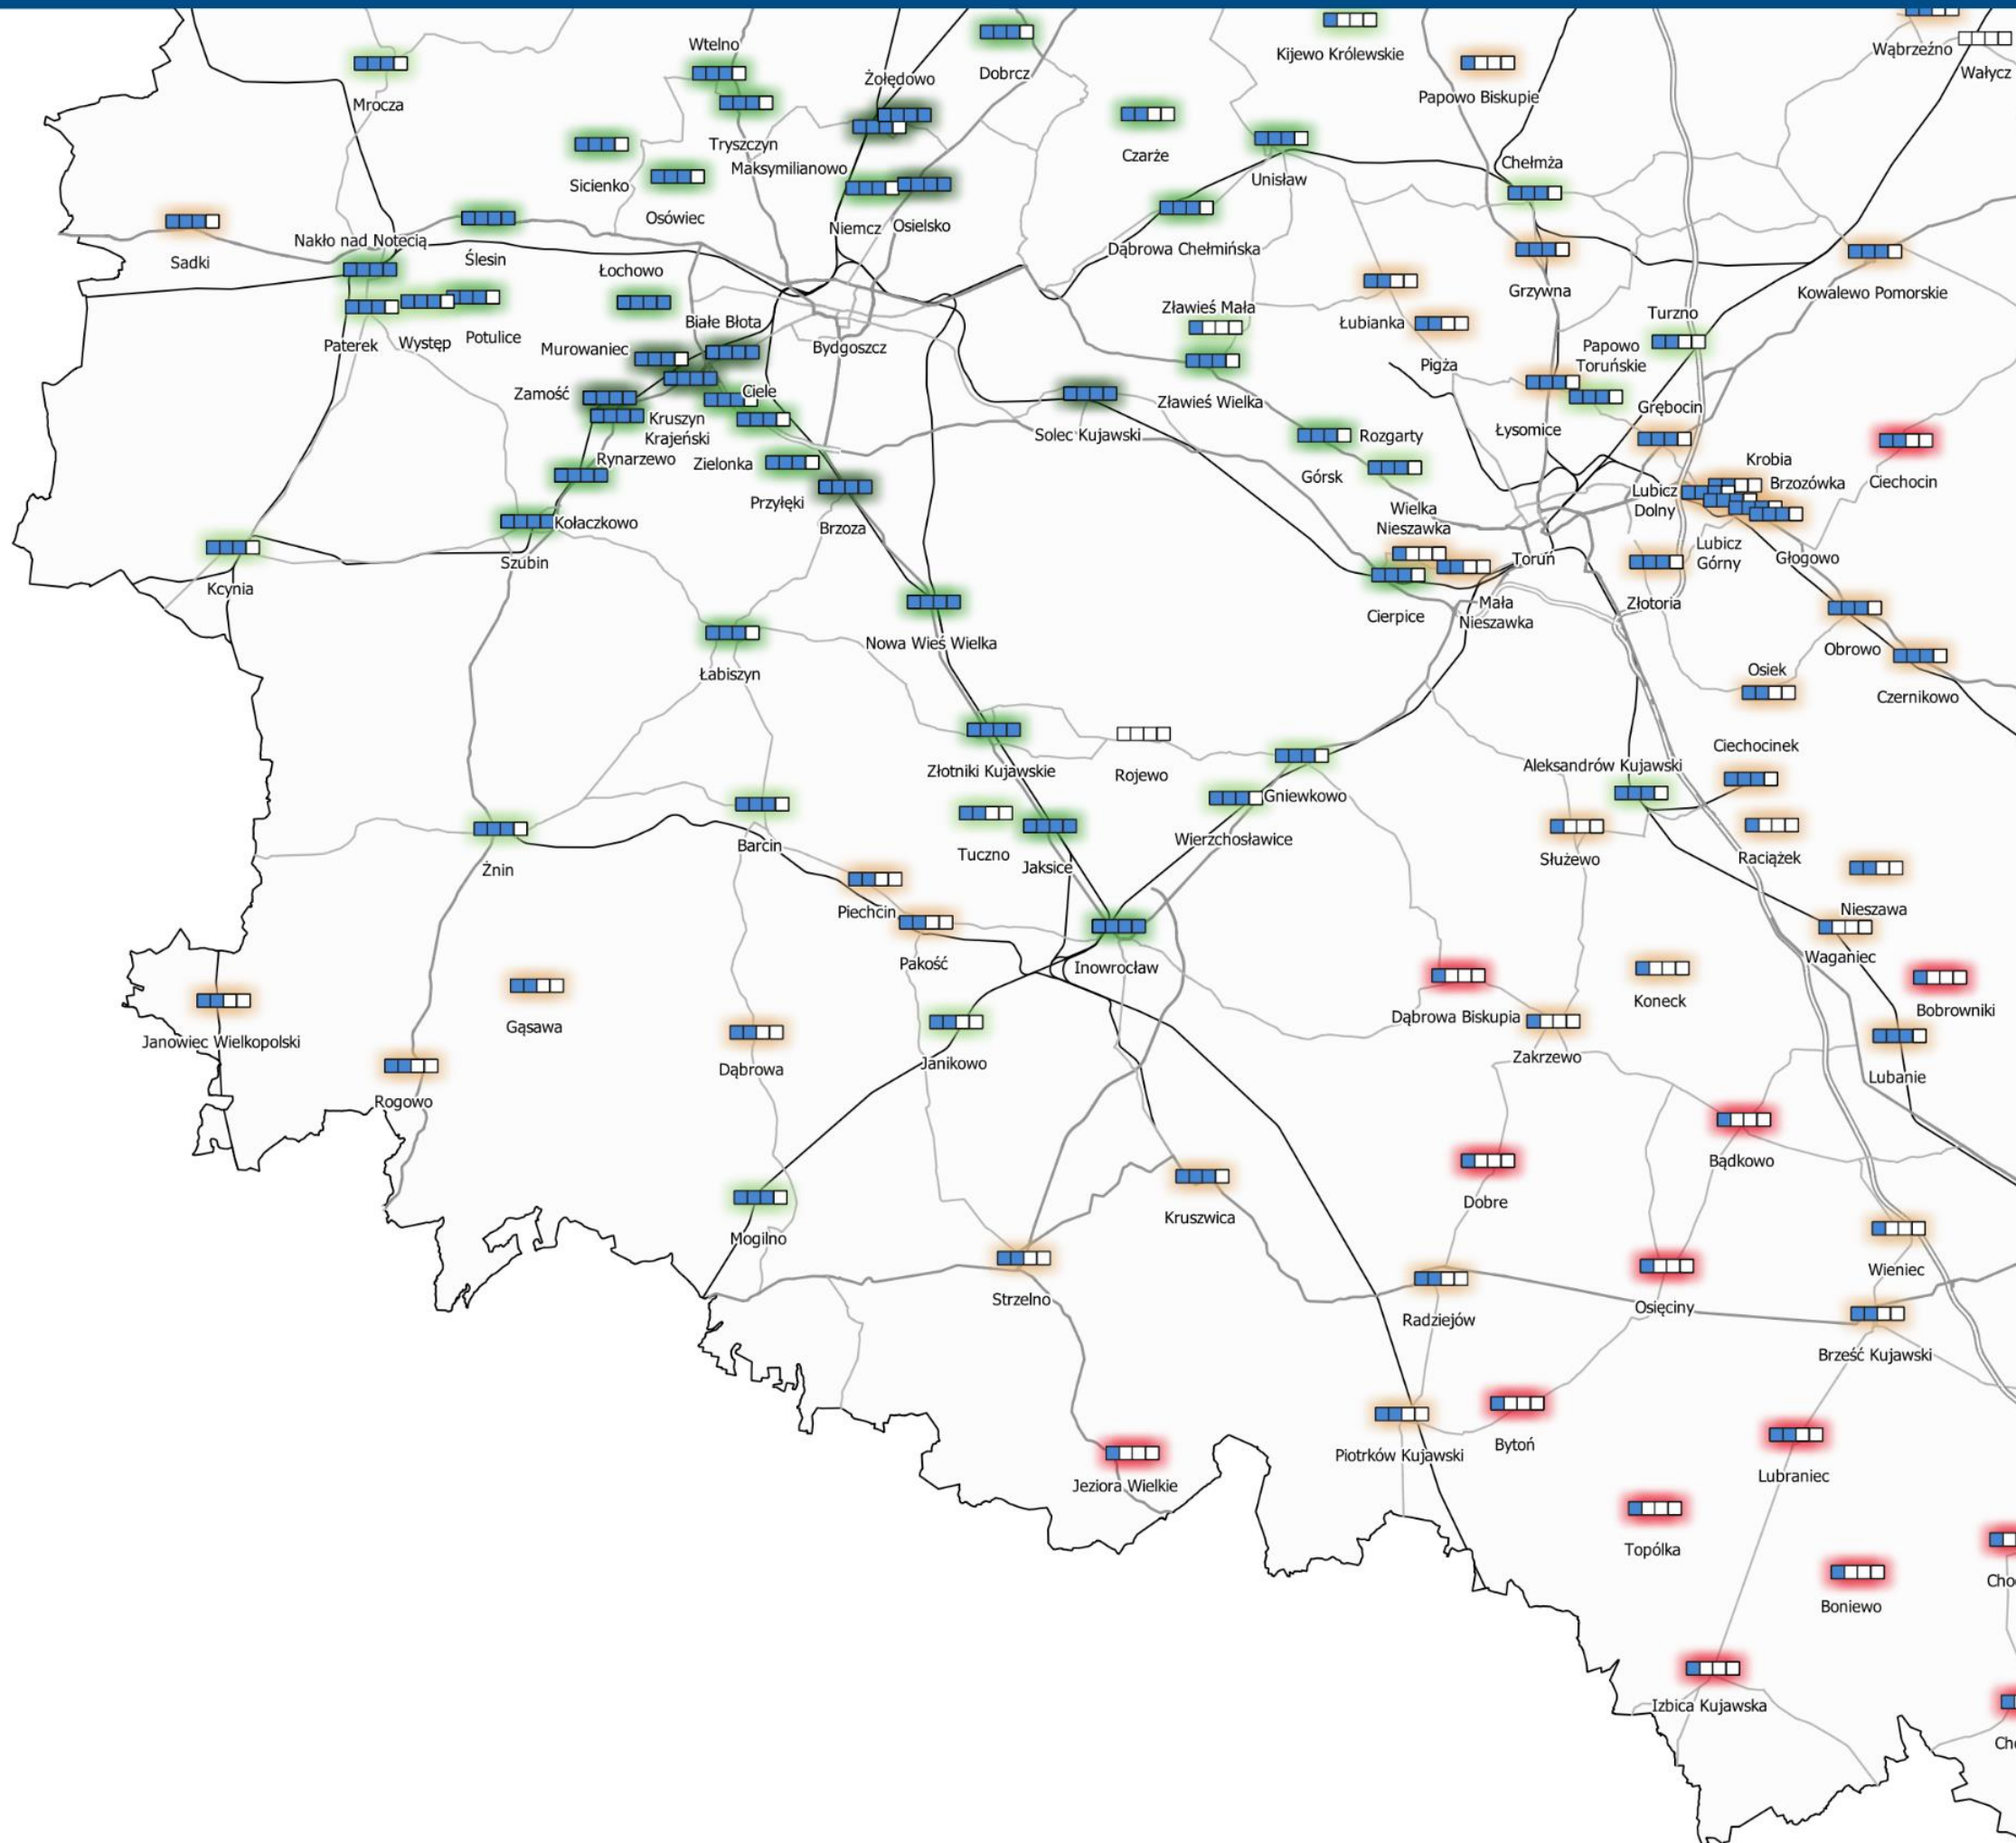 Wtelno
Dobrcz
Kijewo Królewskie
Wąbrzeźno
Wałycz
Żołędowo
Mrocza
Papowo Biskupie
Tryszczyn
Czarże
Chełmża
Maksymilianowo
Sicienko
Unisław
Osówiec
Niemcz
Osielsko
Nakło nad Notecią
Dąbrowa Chełmińska
Sadki
Ślesin
Łochowo
Grzywna
Kowalewo Pomorskie
Zławieś Mała
Turzno
Białe Błota
Łubianka
Paterek
Występ
Potulice
Murowaniec
Bydgoszcz
Papowo
Toruńskie
Pigża
Zamość
Ciele
Zławieś Wielka
Grębocin
Kruszyn
Krajeński
Solec Kujawski
Rozgarty
Łysomice
Rynarzewo
Zielonka
Górsk
Krobia
Brzozówka
Ciechocin
Przyłęki
Lubicz
Dolny
Wielka
Nieszawka
Kołaczkowo
Brzoza
Lubicz
Górny
Głogowo
Szubin
Toruń
Kcynia
Cierpice
Mała
Nieszawka
Złotoria
Nowa Wieś Wielka
Obrowo
Łabiszyn
Osiek
Czernikowo
Ciechocinek
Złotniki Kujawskie
Rojewo
Aleksandrów Kujawski
Gniewkowo
Barcin
Tuczno
Wierzchosławice
Żnin
Jaksice
Służewo
Raciążek
Piechcin
Nieszawa
Pakość
Inowrocław
Waganiec
Koneck
Bobrowniki
Gąsawa
Dąbrowa Biskupia
Janowiec Wielkopolski
Dąbrowa
Janikowo
Zakrzewo
Lubanie
Rogowo
Bądkowo
Dobre
Kruszwica
Mogilno
Wieniec
Strzelno
Osięciny
Radziejów
Brześć Kujawski
Piotrków Kujawski
Bytoń
Jeziora Wielkie
Lubraniec
Topólka
Cho
Boniewo
Izbica Kujawska
Cho